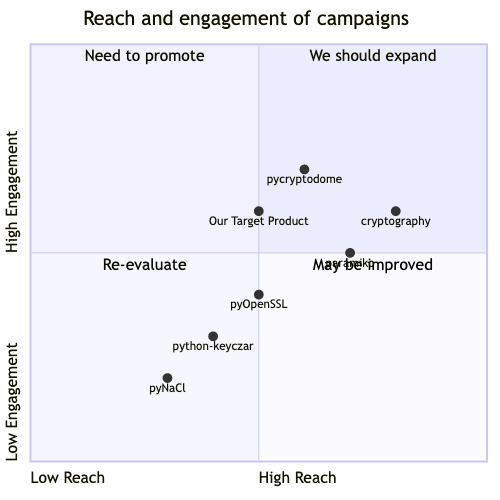 Reach and engagement of campaigns
Need to promote
We should expand
High Engagement
pycryptodome
Our Target Product
cryptography
paramiko
Re-evaluate
May be improved
pyOpenSSL
python-keyczar
pyNaCl
Low Engagement
Low Reach
High Reach